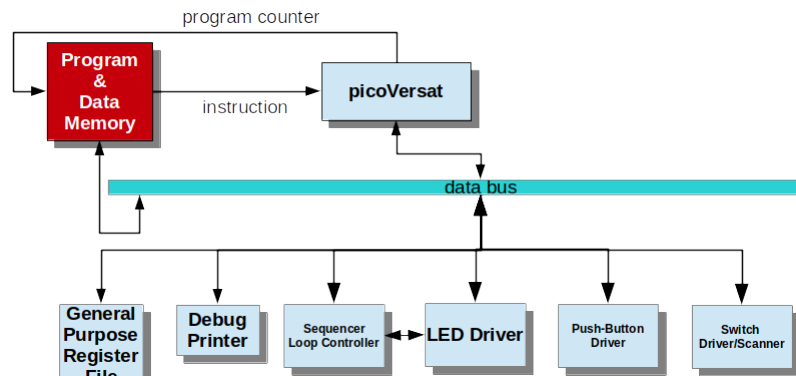 program counter
Program
&
Data
Memory
instruction
picoVersat
data bus
General
Purpose
Register
File
Debug
Printer
Sequencer
Loop Controller
LED Driver
Push-Button
Driver
Switch
Driver/Scanner